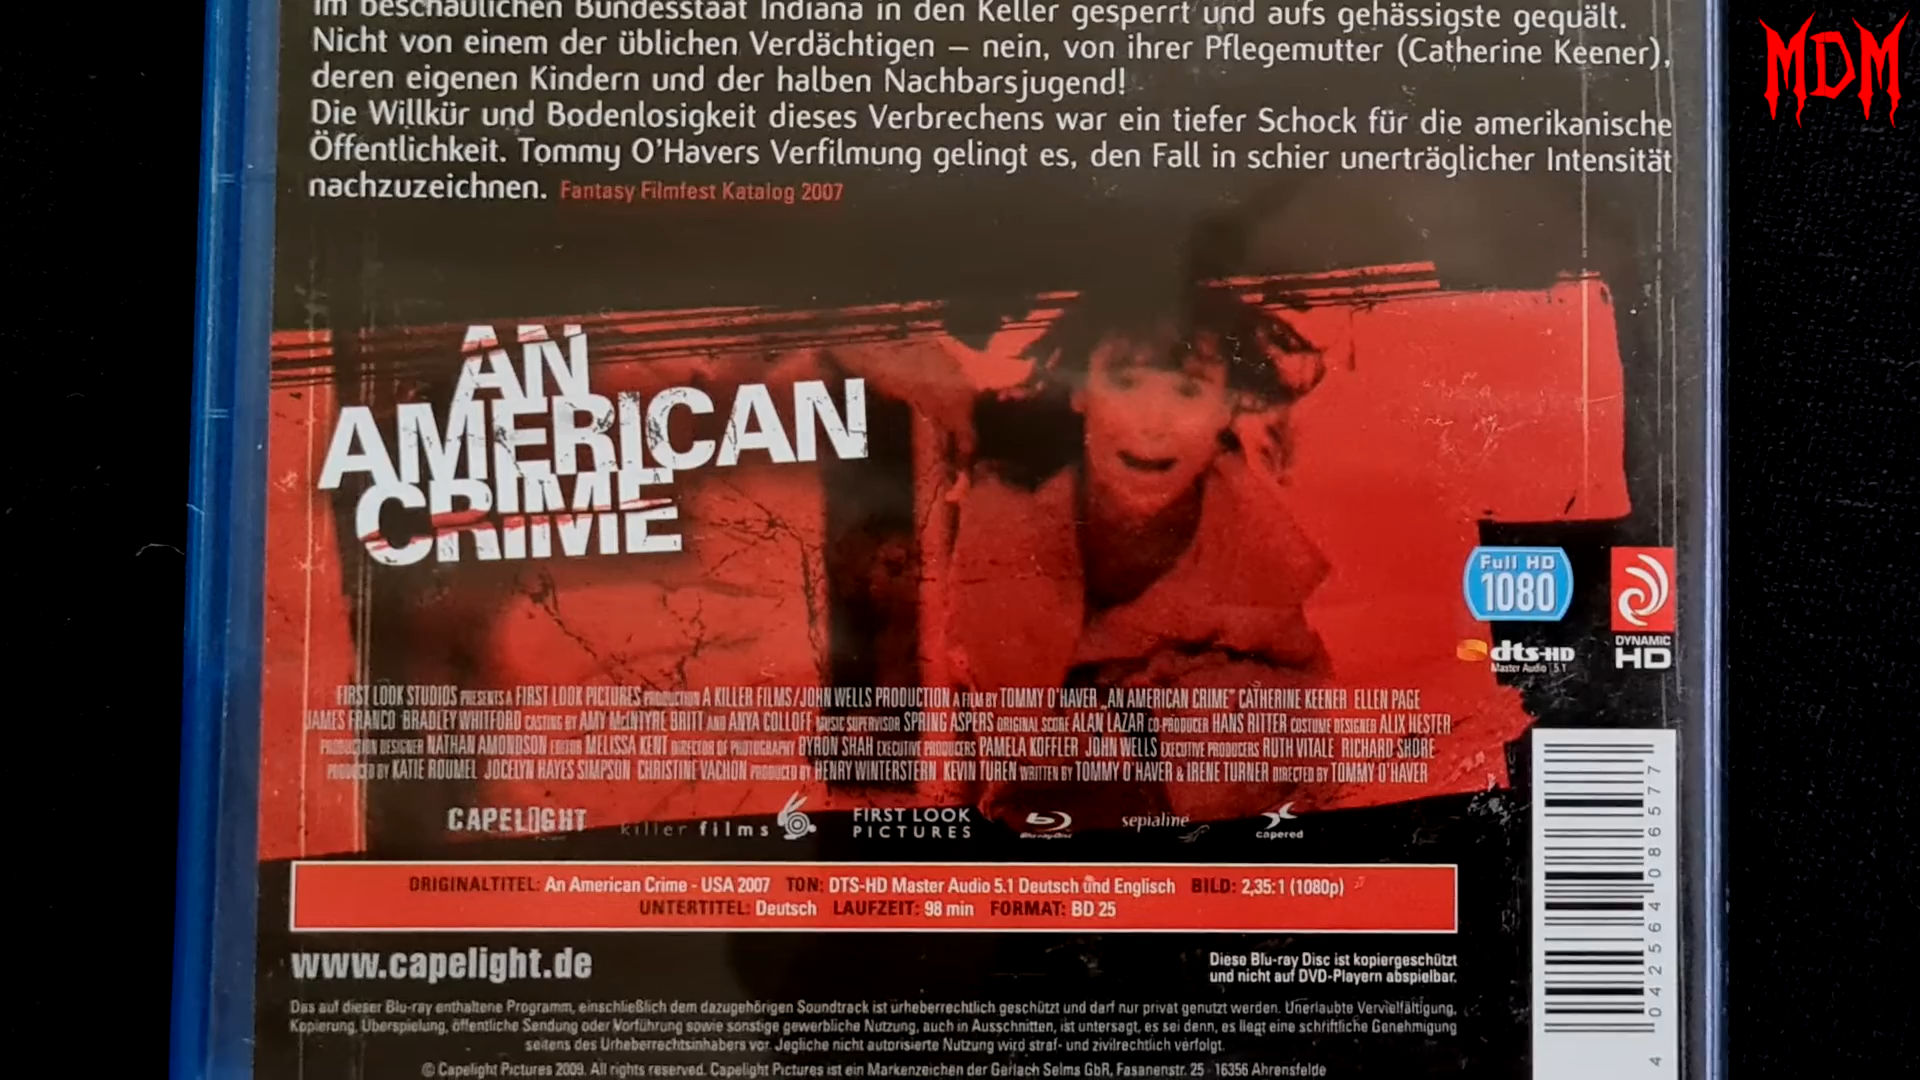 im beschaulichen Bundesstaat Indiana in den Keller gesperrt und aufs gehässigste gequält.
MDM
Nicht von einem der üblichen Verdächtigen – nein, von ihrer Pflegemutter (Catherine Keener),
deren eigenen Kindern und der halben Nachbarsjugend!
Die Willkür und Bodenlosigkeit dieses Verbrechens war ein tiefer Schock für die amerikanische
Öffentlichkeit. Tommy O'Havers Verfilmung gelingt es, den Fall in schier unerträglicher Intensität
nachzuzeichnen. Fantasy Filmfest Katalog 2007
AN
AMERICAN
CRIME
Full HD
1080
dts-HD
Master Audio 5.1
DYNAMIC
HD
FIRST LOOK STUDIOS PRESENTS A FIRST LOOK PICTURES PRODUCTION A KILLER FILMS/JOHN WELLS PRODUCTION A FILM BY TOMMY O'HAVER „AN AMERICAN CRIME" CATHERINE KEENER ELLEN PAGE
JAMES FRANCO BRADLEY WHITFORD CASTING BY AMY McINTYRE BRITT AND ANYA COLLOFF MUSIC SUPERVISOR SPRING ASPERS ORIGINAL SCORE ALAN LAZAR CO-PRODUCER HANS RITTER COSTUME DESIGNER ALIX HESTER
PRODUCTION DESIGNER NATHAN AMONDSON EDITOR MELISSA KENT DIRECTOR OF PHOTOGRAPHY BYRON SHAH EXECUTIVE PRODUCERS PAMELA KOFFLER JOHN WELLS EXECUTIVE PRODUCERS RUTH VITALE RICHARD SHORE
PRODUCED BY KATIE ROUMEL JOCELYN HAYES SIMPSON CHRISTINE VACHON PRODUCED BY HENRY WINTERSTERN KEVIN TUREN WRITTEN BY TOMMY O'HAVER & IRENE TURNER DIRECTED BY TOMMY O'HAVER
CAPELIGHT killer films FIRST LOOK PICTURES Blu-ray Disc sepialine capered
ORIGINALTITEL: An American Crime - USA 2007 TON: DTS-HD Master Audio 5.1 Deutsch und Englisch BILD: 2,35:1 (1080p)
UNTERTITEL: Deutsch LAUFZEIT: 98 min FORMAT: BD 25
www.capelight.de
Diese Blu-ray Disc ist kopiergeschützt
und nicht auf DVD-Playern abspielbar.
Das auf dieser Blu-ray enthaltene Programm, einschließlich dem dazugehörigen Soundtrack ist urheberrechtlich geschützt und darf nur privat genutzt werden. Unerlaubte Vervielfältigung,
Kopierung, Überspielung, öffentliche Sendung oder Vorführung sowie sonstige gewerbliche Nutzung, auch in Ausschnitten, ist untersagt, es sei denn, es liegt eine schriftliche Genehmigung
seitens des Urheberrechtsinhabers vor. Jegliche nicht autorisierte Nutzung wird straf- und zivilrechtlich verfolgt.
© Capelight Pictures 2009. All rights reserved. Capelight Pictures ist ein Markenzeichen der Gerlach Selms GbR, Fasanenstr. 25 · 16356 Ahrensfelde
4 042564 086577